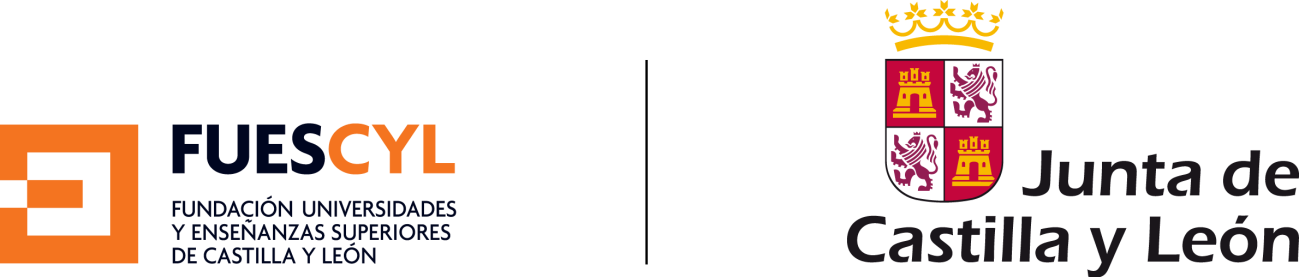 FUESCYL
FUNDACIÓN UNIVERSIDADES
Y ENSEÑANZAS SUPERIORES
DE CASTILLA Y LEÓN
Junta de
Castilla y León